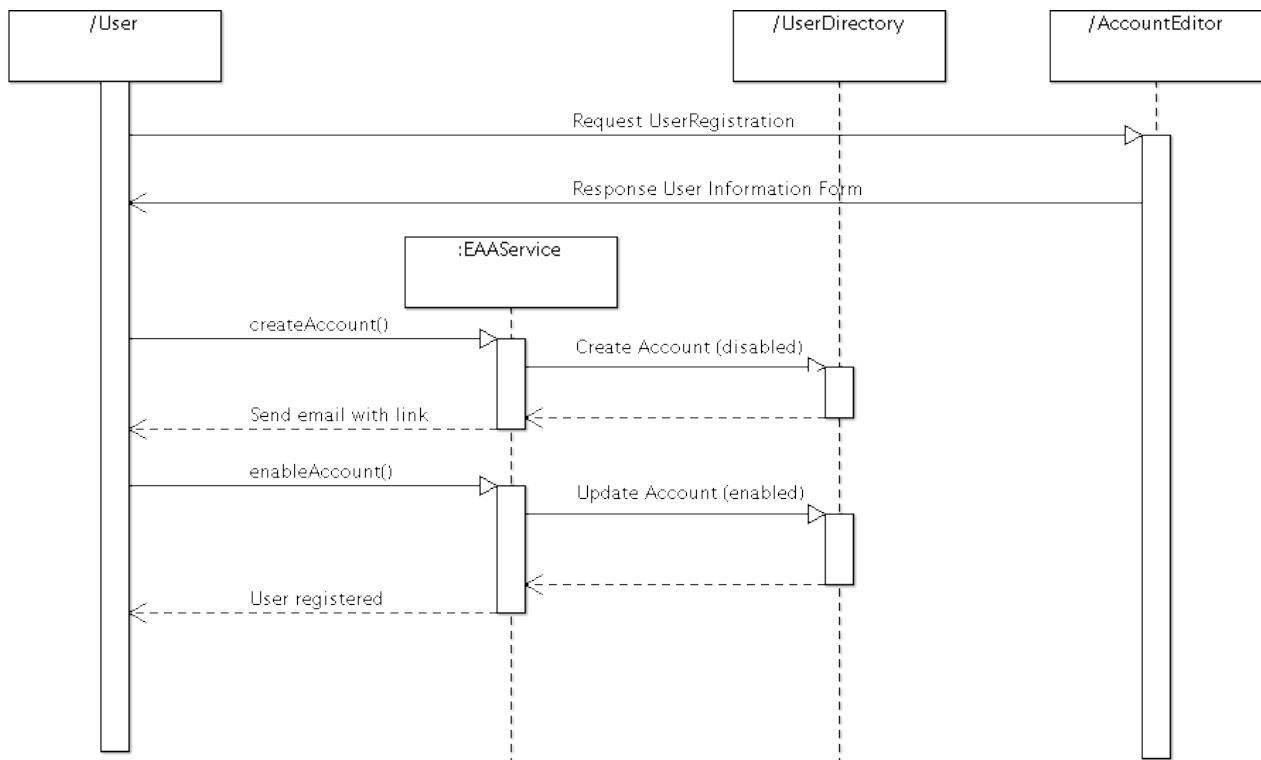 /User
/UserDirectory
/AccountEditor
Request UserRegistration
Response User Information Form
:EAAService
createAccount()
Create Account (disabled)
Send email with link
enableAccount()
Update Account (enabled)
User registered